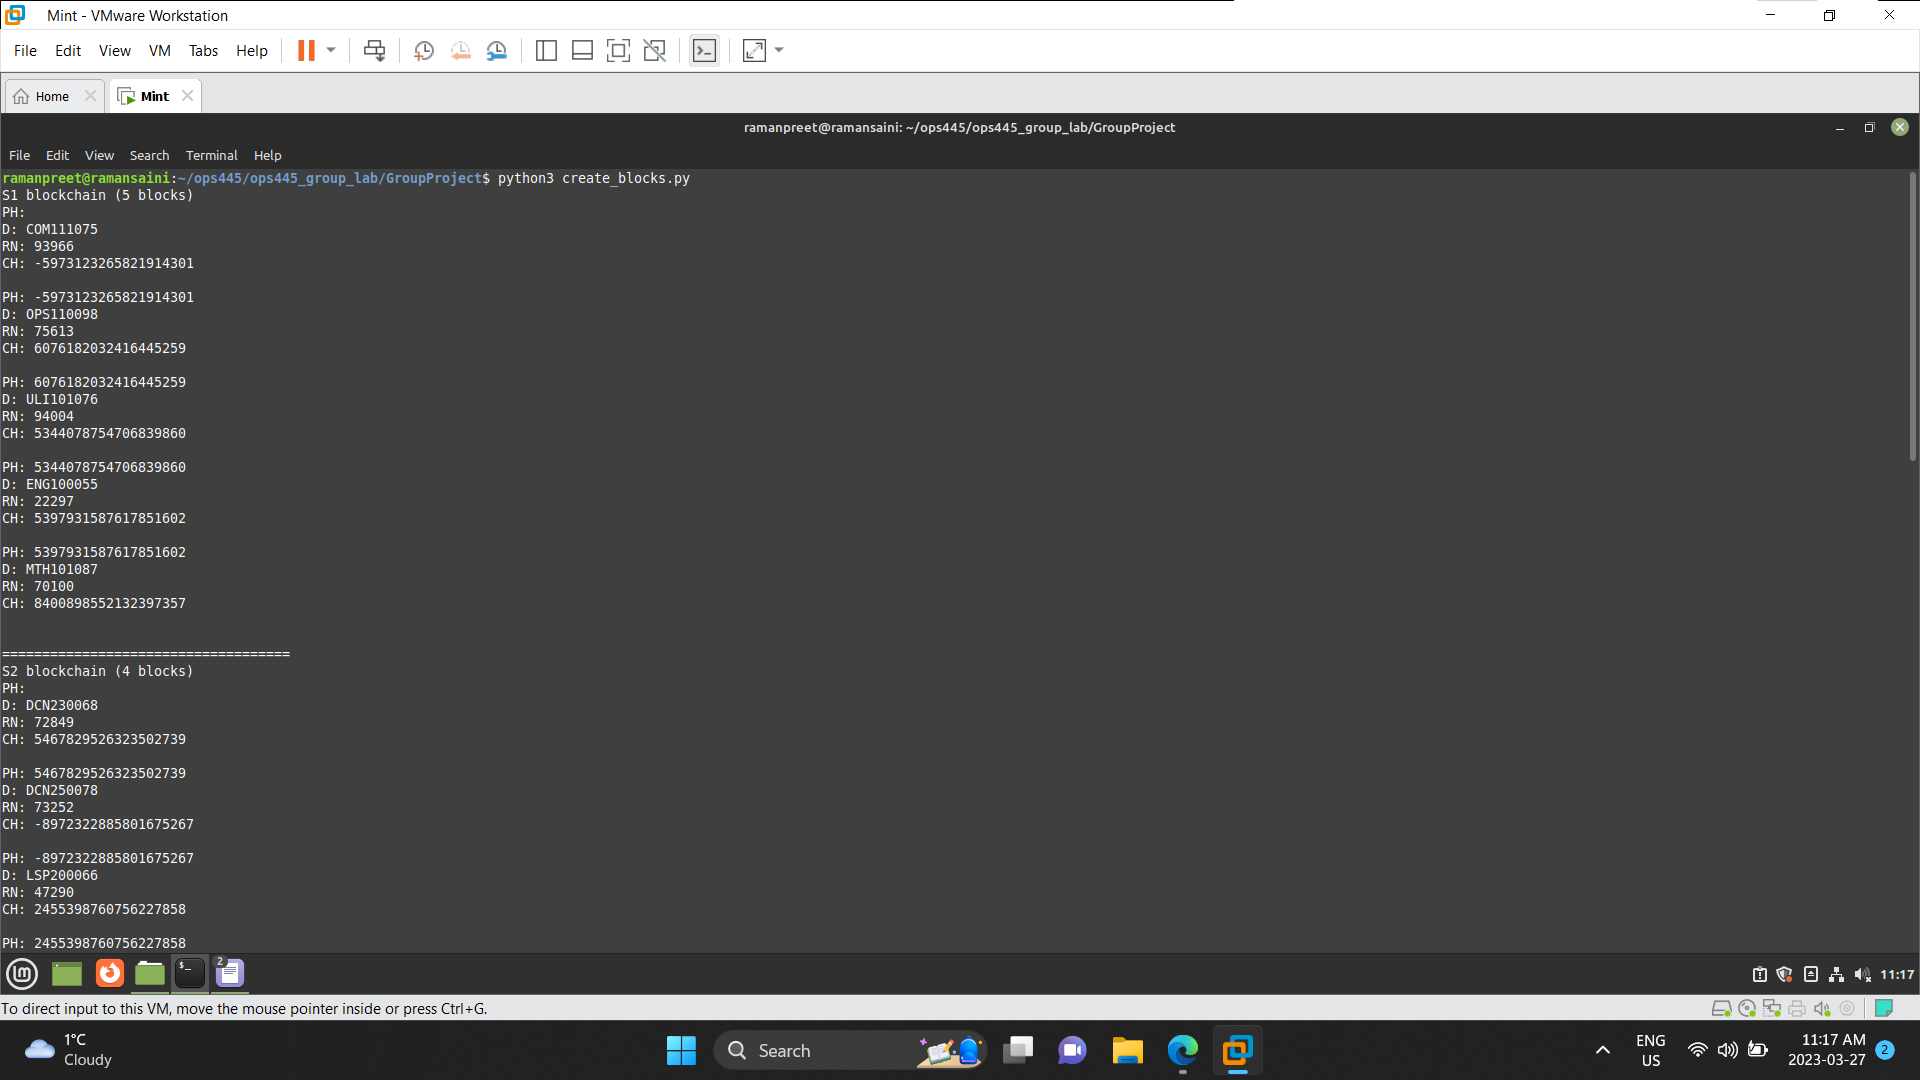 Mint - VMware Workstation
File Edit View VM Tabs Help
Home Mint
ramanpreet@ramansaini: ~/ops445/ops445_group_lab/GroupProject
File Edit View Search Terminal Help
ramanpreet@ramansaini:~/ops445/ops445_group_lab/GroupProject$ python3 create_blocks.py
S1 blockchain (5 blocks)
PH:
D: COM111075
RN: 93966
CH: -5973123265821914301
PH: -5973123265821914301
D: OPS110098
RN: 75613
CH: 6076182032416445259
PH: 6076182032416445259
D: ULI101076
RN: 94004
CH: 5344078754706839860
PH: 5344078754706839860
D: ENG100055
RN: 22297
CH: 5397931587617851602
PH: 5397931587617851602
D: MTH101087
RN: 70100
CH: 8400898552132397357
====================================
S2 blockchain (4 blocks)
PH:
D: DCN230068
RN: 72849
CH: 5467829526323502739
PH: 5467829526323502739
D: DCN250078
RN: 73252
CH: -8972322885801675267
PH: -8972322885801675267
D: LSP200066
RN: 47290
CH: 2455398760756227858
PH: 2455398760756227858
lm
$_
2
11:17
To direct input to this VM, move the mouse pointer inside or press Ctrl+G.
1°C
Cloudy
Search
ENG
US
11:17 AM
2023-03-27
2